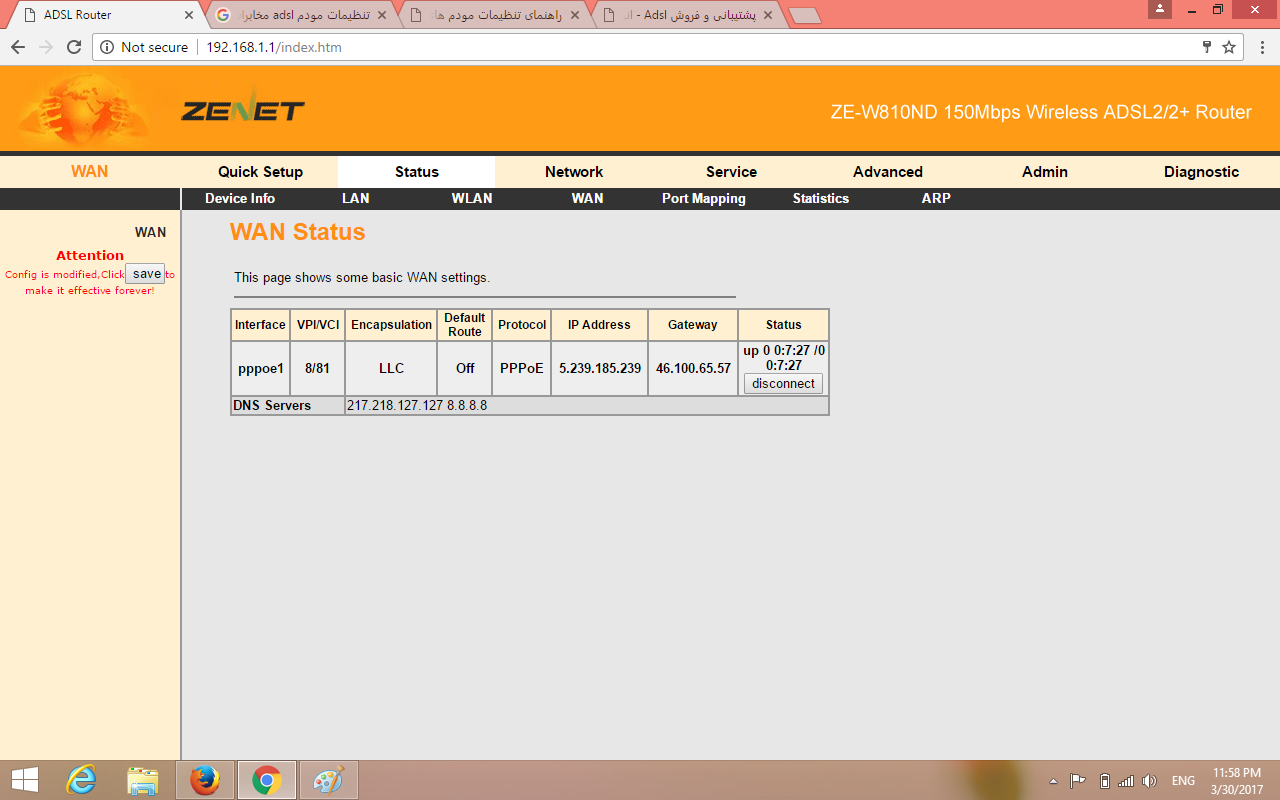 ADSL Router
تنظیمات مودم adsl مخابرا
راهنمای تنظیمات مودم های
پشتیبانی و فروش Adsl - ا
Not secure
192.168.1.1/index.htm
ZENET
ZE-W810ND 150Mbps Wireless ADSL2/2+ Router
WAN
Quick Setup
Status
Network
Service
Advanced
Admin
Diagnostic
Device Info
LAN
WLAN
WAN
Port Mapping
Statistics
ARP
WAN
Attention
Config is modified,Click save to
make it effective forever!
WAN Status
This page shows some basic WAN settings.
Interface VPI/VCI Encapsulation Default Route Protocol IP Address Gateway Status
pppoe1 8/81 LLC Off PPPoE 5.239.185.239 46.100.65.57 up 0 0:7:27 /0 0:7:27
disconnect
DNS Servers 217.218.127.127 8.8.8.8
ENG
11:58 PM
3/30/2017